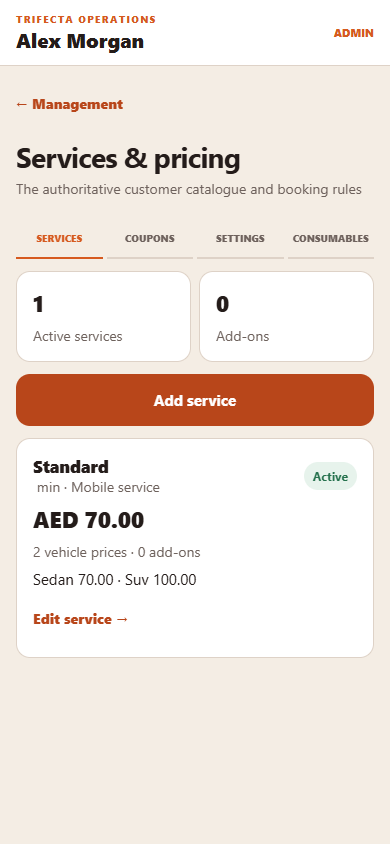 TRIFECTA OPERATIONS
Alex Morgan
ADMIN
← Management
Services & pricing
The authoritative customer catalogue and booking rules
SERVICES
COUPONS
SETTINGS
CONSUMABLES
1
Active services
0
Add-ons
Add service
Standard
min · Mobile service
Active
AED 70.00
2 vehicle prices · 0 add-ons
Sedan 70.00 · Suv 100.00
Edit service →